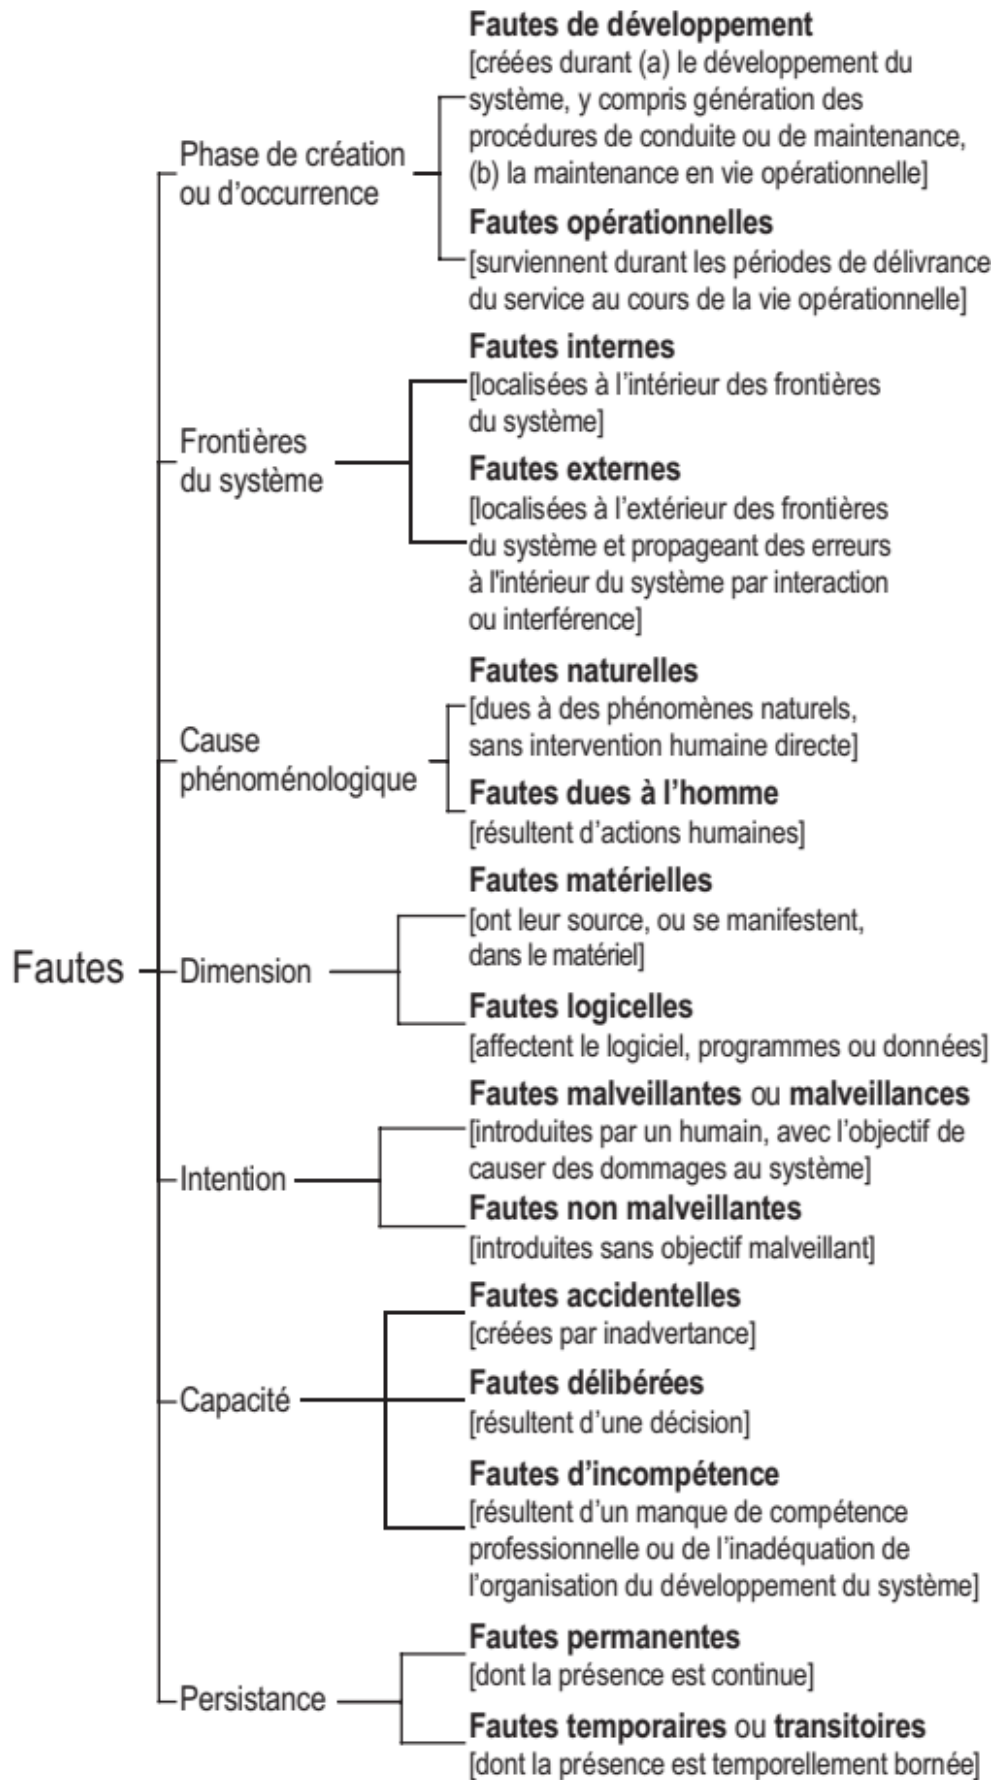 Fautes
Phase de création
ou d’occurrence
Fautes de développement
[créées durant (a) le développement du
système, y compris génération des
procédures de conduite ou de maintenance,
(b) la maintenance en vie opérationnelle]
Fautes opérationnelles
[surviennent durant les périodes de délivrance
du service au cours de la vie opérationnelle]
Frontières
du système
Fautes internes
[localisées à l’intérieur des frontières
du système]
Fautes externes
[localisées à l’extérieur des frontières
du système et propageant des erreurs
à l'intérieur du système par interaction
ou interférence]
Cause
phénoménologique
Fautes naturelles
[dues à des phénomènes naturels,
sans intervention humaine directe]
Fautes dues à l’homme
[résultent d’actions humaines]
Dimension
Fautes matérielles
[ont leur source, ou se manifestent,
dans le matériel]
Fautes logicelles
[affectent le logiciel, programmes ou données]
Intention
Fautes malveillantes ou malveillances
[introduites par un humain, avec l’objectif de
causer des dommages au système]
Fautes non malveillantes
[introduites sans objectif malveillant]
Capacité
Fautes accidentelles
[créées par inadvertance]
Fautes délibérées
[résultent d’une décision]
Fautes d’incompétence
[résultent d’un manque de compétence
professionnelle ou de l’inadéquation de
l’organisation du développement du système]
Persistance
Fautes permanentes
[dont la présence est continue]
Fautes temporaires ou transitoires
[dont la présence est temporellement bornée]